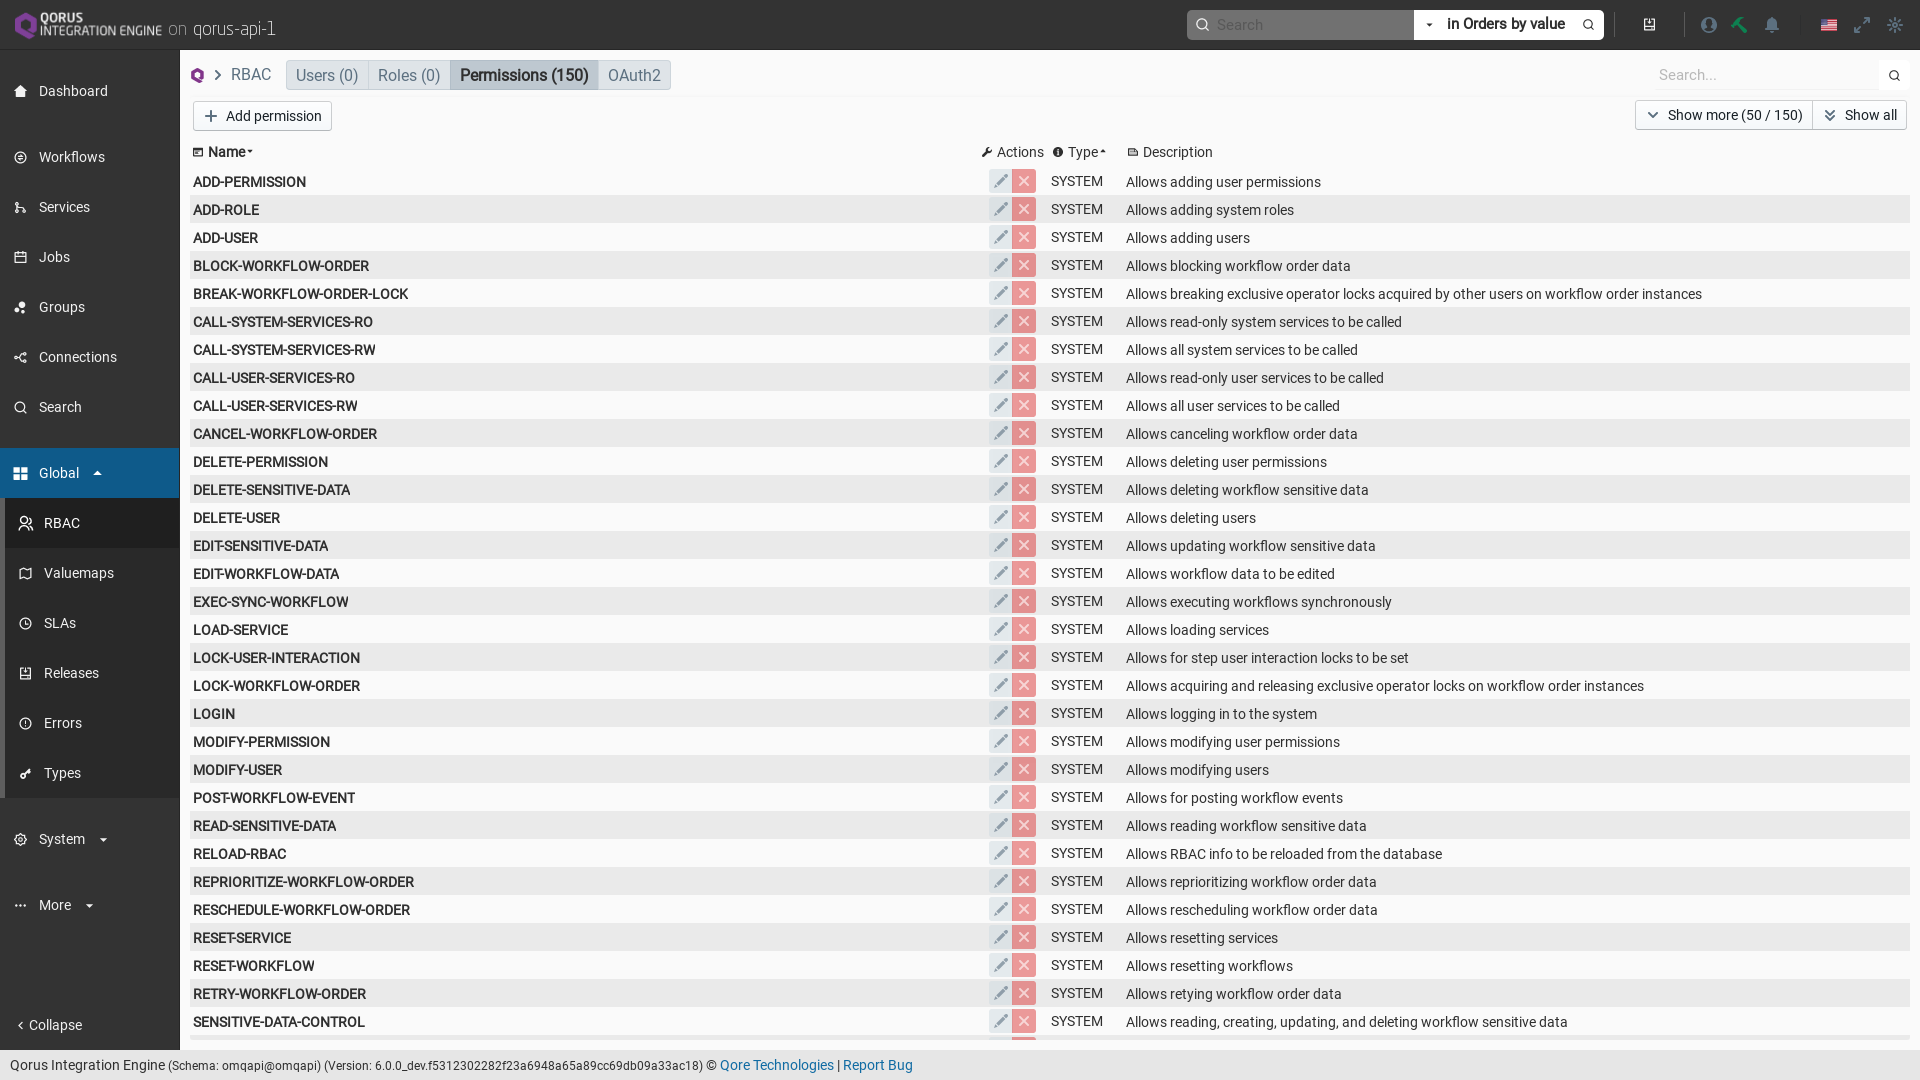 QORUS INTEGRATION ENGINE on qorus-api-1
Search
in Orders by value
RBAC
Users (0)
Roles (0)
Permissions (150)
OAuth2
Search...
Add permission
Show more (50 / 150)
Show all
Dashboard
Workflows
Services
Jobs
Groups
Connections
Search
Global
RBAC
Valuemaps
SLAs
Releases
Errors
Types
System
More
Collapse
Name Actions Type Description
ADD-PERMISSION SYSTEM Allows adding user permissions
ADD-ROLE SYSTEM Allows adding system roles
ADD-USER SYSTEM Allows adding users
BLOCK-WORKFLOW-ORDER SYSTEM Allows blocking workflow order data
BREAK-WORKFLOW-ORDER-LOCK SYSTEM Allows breaking exclusive operator locks acquired by other users on workflow order instances
CALL-SYSTEM-SERVICES-RO SYSTEM Allows read-only system services to be called
CALL-SYSTEM-SERVICES-RW SYSTEM Allows all system services to be called
CALL-USER-SERVICES-RO SYSTEM Allows read-only user services to be called
CALL-USER-SERVICES-RW SYSTEM Allows all user services to be called
CANCEL-WORKFLOW-ORDER SYSTEM Allows canceling workflow order data
DELETE-PERMISSION SYSTEM Allows deleting user permissions
DELETE-SENSITIVE-DATA SYSTEM Allows deleting workflow sensitive data
DELETE-USER SYSTEM Allows deleting users
EDIT-SENSITIVE-DATA SYSTEM Allows updating workflow sensitive data
EDIT-WORKFLOW-DATA SYSTEM Allows workflow data to be edited
EXEC-SYNC-WORKFLOW SYSTEM Allows executing workflows synchronously
LOAD-SERVICE SYSTEM Allows loading services
LOCK-USER-INTERACTION SYSTEM Allows for step user interaction locks to be set
LOCK-WORKFLOW-ORDER SYSTEM Allows acquiring and releasing exclusive operator locks on workflow order instances
LOGIN SYSTEM Allows logging in to the system
MODIFY-PERMISSION SYSTEM Allows modifying user permissions
MODIFY-USER SYSTEM Allows modifying users
POST-WORKFLOW-EVENT SYSTEM Allows for posting workflow events
READ-SENSITIVE-DATA SYSTEM Allows reading workflow sensitive data
RELOAD-RBAC SYSTEM Allows RBAC info to be reloaded from the database
REPRIORITIZE-WORKFLOW-ORDER SYSTEM Allows reprioritizing workflow order data
RESCHEDULE-WORKFLOW-ORDER SYSTEM Allows rescheduling workflow order data
RESET-SERVICE SYSTEM Allows resetting services
RESET-WORKFLOW SYSTEM Allows resetting workflows
RETRY-WORKFLOW-ORDER SYSTEM Allows retying workflow order data
SENSITIVE-DATA-CONTROL SYSTEM Allows reading, creating, updating, and deleting workflow sensitive data
Qorus Integration Engine (Schema: omqapi@omqapi) (Version: 6.0.0_dev.f5312302282f23a6948a65a89cc69db09a33ac18) © Qore Technologies | Report Bug